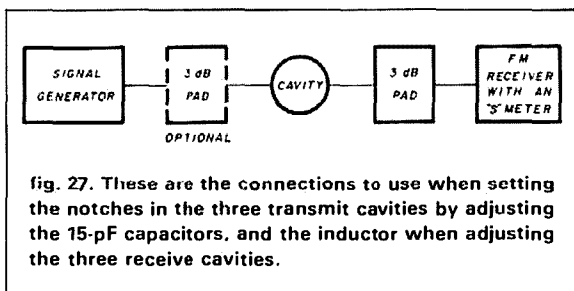 SIGNAL GENERATOR
3 dB PAD
OPTIONAL
CAVITY
3 dB PAD
FM RECEIVER WITH AN "S" METER
fig. 27. These are the connections to use when setting
the notches in the three transmit cavities by adjusting
the 15-pF capacitors, and the inductor when adjusting
the three receive cavities.